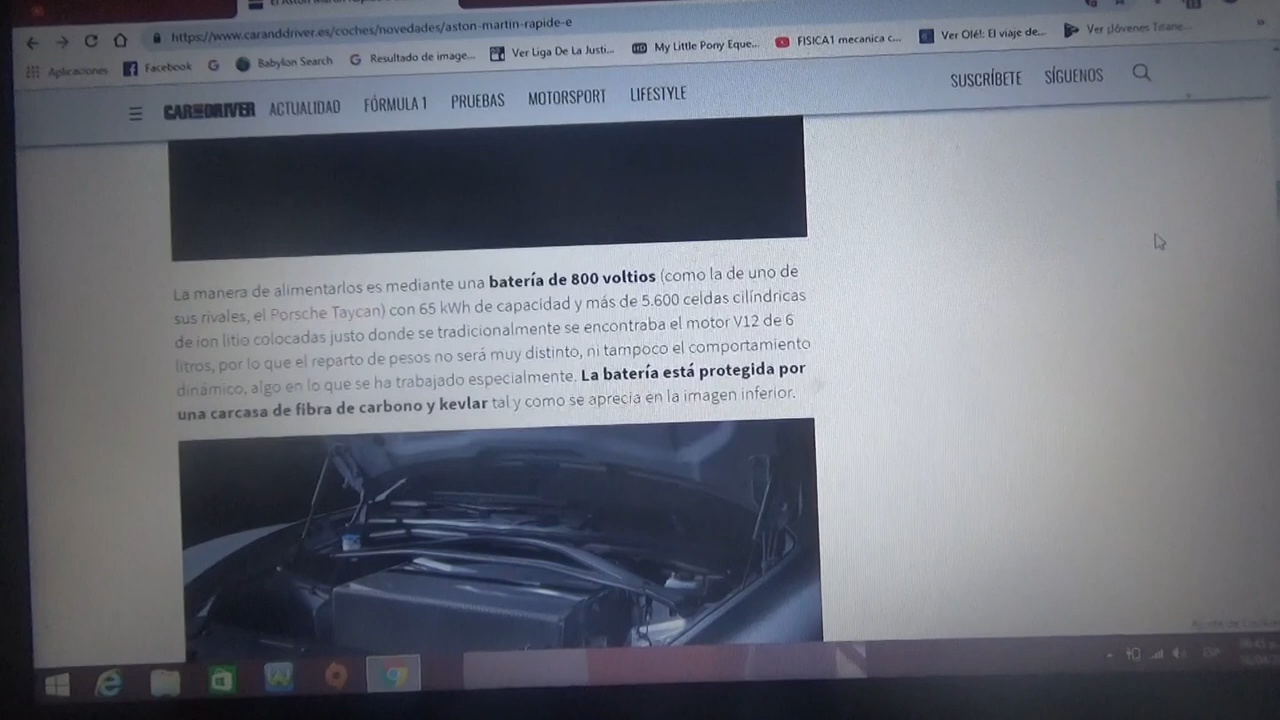 https://www.caranddriver.es/coches/novedades/aston-martin-rapide-e
Aplicaciones Facebook Babylon Search Resultado de image... Ver Liga De La Justi... My Little Pony Eque... FISICA1 mecanica c... Ver Olé!: El viaje de... Ver ¡Jóvenes Titane...
CAR AND DRIVER ACTUALIDAD FÓRMULA 1 PRUEBAS MOTORSPORT LIFESTYLE SUSCRÍBETE SÍGUENOS
La manera de alimentarlos es mediante una batería de 800 voltios (como la de uno de
sus rivales, el Porsche Taycan) con 65 kWh de capacidad y más de 5.600 celdas cilíndricas
de ion litio colocadas justo donde se tradicionalmente se encontraba el motor V12 de 6
litros, por lo que el reparto de pesos no será muy distinto, ni tampoco el comportamiento
dinámico, algo en lo que se ha trabajado especialmente. La batería está protegida por
una carcasa de fibra de carbono y kevlar tal y como se aprecia en la imagen inferior.
ESP